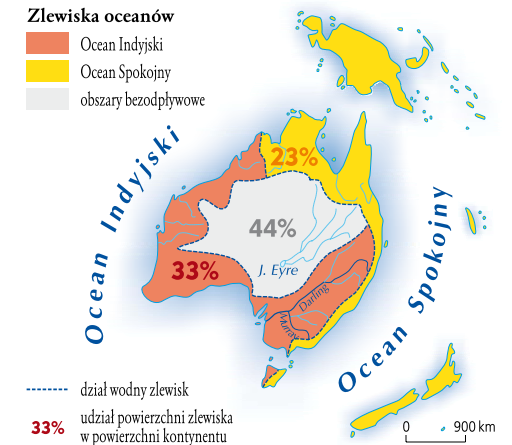 Zlewiska oceanów
Ocean Indyjski
Ocean Spokojny
obszary bezodpływowe
Ocean Indyjski
23%
44%
33%
J. Eyre
Darling
Murray
Ocean Spokojny
dział wodny zlewisk
33%
udział powierzchni zlewiska
w powierzchni kontynentu
0 900 km